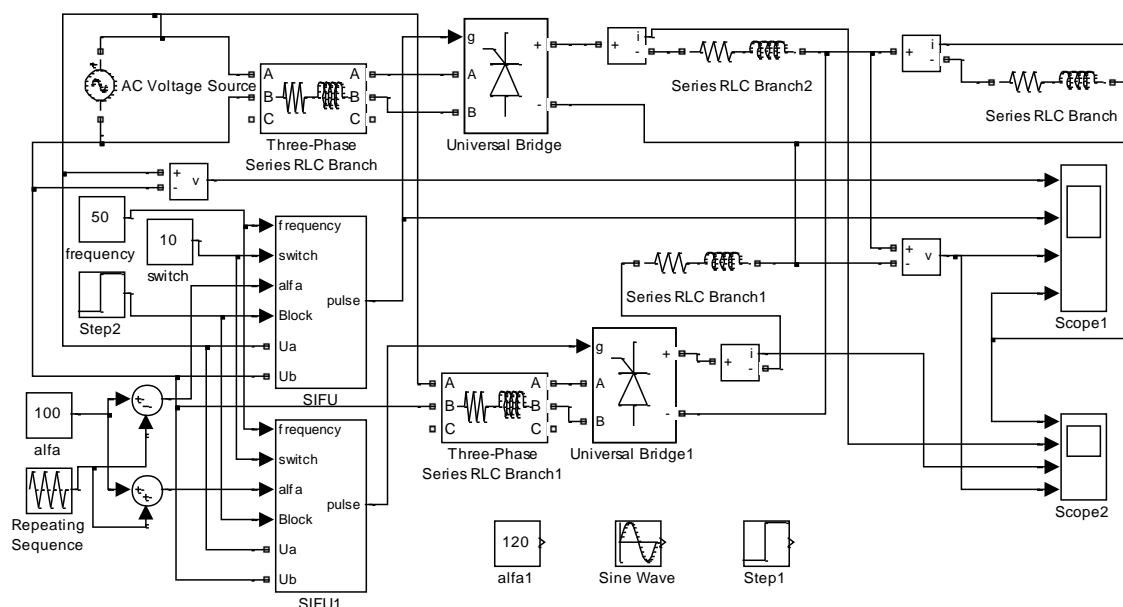 g
A
B
+
-
Universal Bridge
+
-
i
Series RLC Branch2
+
-
i
Series RLC Branch
AC Voltage Source
A
B
C
A
B
C
Three-Phase
Series RLC Branch
+
-
v
50
frequency
10
switch
Step2
frequency
switch
alfa
Block
Ua
Ub
pulse
SIFU
Series RLC Branch1
+
-
v
Scope1
g
A
B
+
-
Universal Bridge1
+
-
i
A
B
C
A
B
C
Three-Phase
Series RLC Branch1
100
alfa
+
-
+
+
Repeating
Sequence
frequency
switch
alfa
Block
Ua
Ub
pulse
SIFU1
120
alfa1
Sine Wave
Step1
Scope2